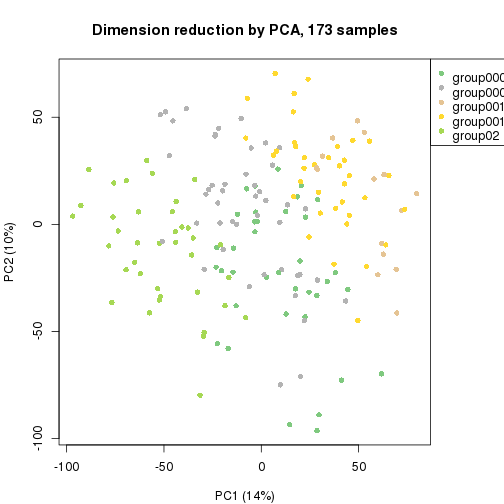 Dimension reduction by PCA, 173 samples
group000
group000
group001
group001
group02
50
0
-50
-100
PC2 (10%)
-100
-50
0
50
PC1 (14%)